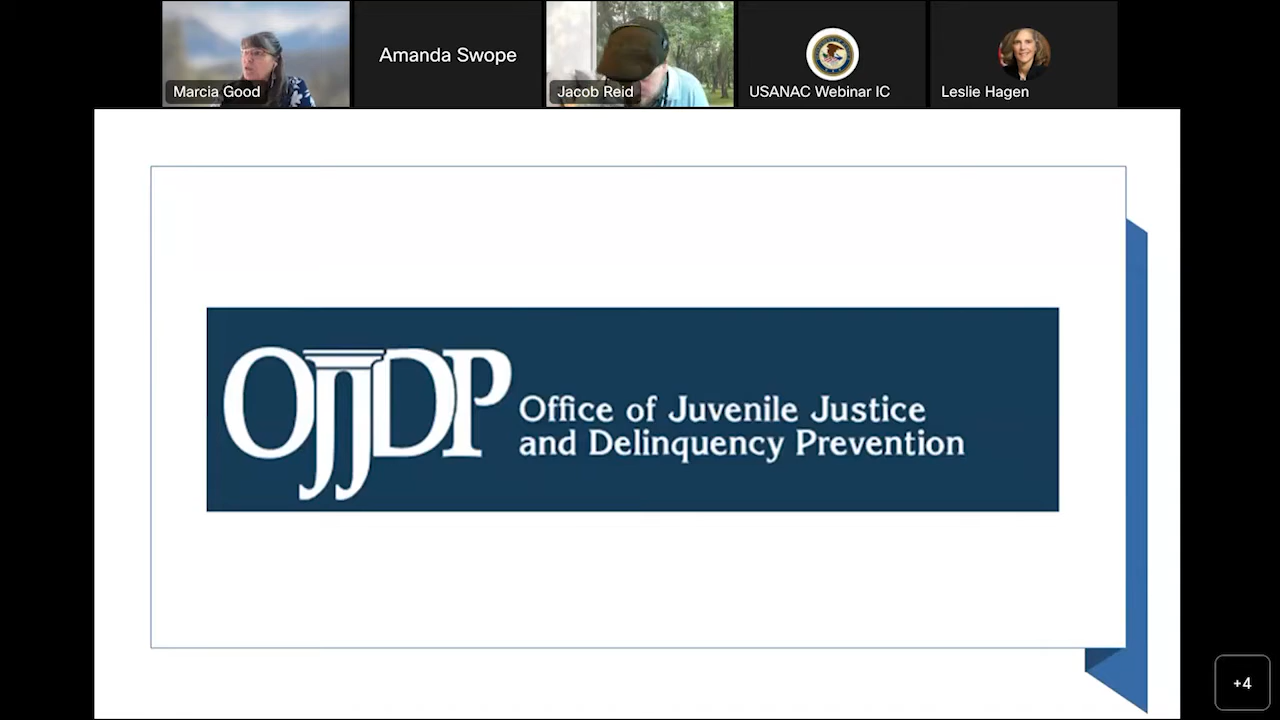 Marcia Good
Amanda Swope
Jacob Reid
USANAC Webinar IC
Leslie Hagen
OJJDP
Office of Juvenile Justice
and Delinquency Prevention
+4